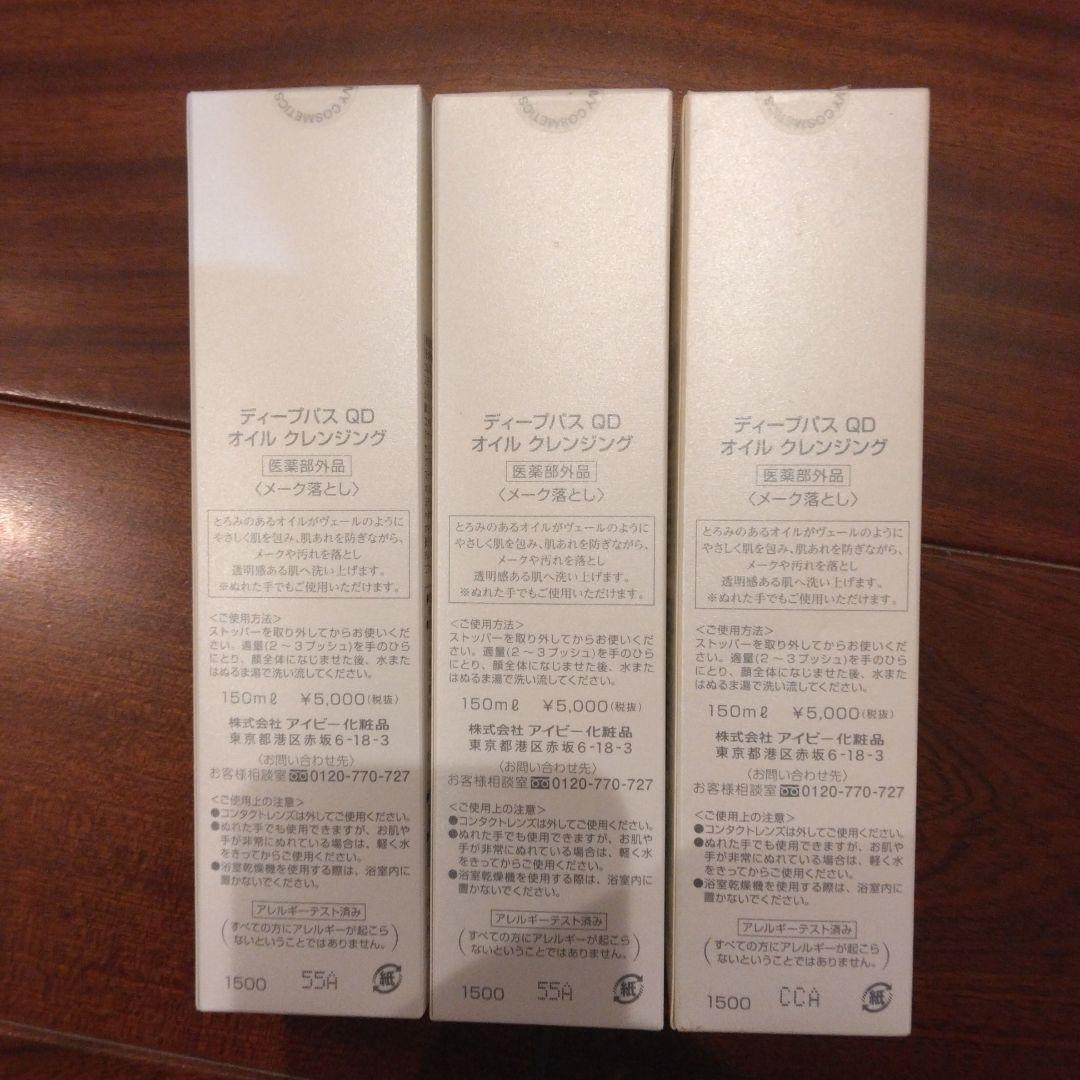 VY COSMETICS
ディープパス QD
オイル クレンジング
医薬部外品
〈メーク落とし〉
とろみのあるオイルがヴェールのように
やさしく肌を包み、肌あれを防ぎながら、
メークや汚れを落とし
透明感ある肌へ洗い上げます。
※ぬれた手でもご使用いただけます。
<ご使用方法>
ストッパーを取り外してからお使いくだ
さい。適量(2～3プッシュ)を手のひら
にとり、顔全体になじませた後、水また
はぬるま湯で洗い流してください。
150mℓ ¥5,000(税抜)
株式会社 アイビー化粧品
東京都港区赤坂6-18-3
〈お問い合わせ先〉
お客様相談室 0120-770-727
<ご使用上の注意>
●コンタクトレンズは外してご使用ください。
●ぬれた手でも使用できますが、お肌や
手が非常にぬれている場合は、軽く水
をきってからご使用ください。
●浴室乾燥機を使用する際は、浴室内に
置かないでください。
アレルギーテスト済み
(すべての方にアレルギーが起こら
ないということではありません。)
1500 55A 紙
VY COSMETICS
ディープパス QD
オイル クレンジング
医薬部外品
〈メーク落とし〉
とろみのあるオイルがヴェールのように
やさしく肌を包み、肌あれを防ぎながら、
メークや汚れを落とし
透明感ある肌へ洗い上げます。
※ぬれた手でもご使用いただけます。
<ご使用方法>
ストッパーを取り外してからお使いくだ
さい。適量(2～3プッシュ)を手のひら
にとり、顔全体になじませた後、水また
はぬるま湯で洗い流してください。
150mℓ ¥5,000(税抜)
株式会社 アイビー化粧品
東京都港区赤坂6-18-3
〈お問い合わせ先〉
お客様相談室 0120-770-727
<ご使用上の注意>
●コンタクトレンズは外してご使用ください。
●ぬれた手でも使用できますが、お肌や
手が非常にぬれている場合は、軽く水
をきってからご使用ください。
●浴室乾燥機を使用する際は、浴室内に
置かないでください。
アレルギーテスト済み
(すべての方にアレルギーが起こら
ないということではありません。)
1500 55A 紙
VY COSMETICS
ディープパス QD
オイル クレンジング
医薬部外品
〈メーク落とし〉
とろみのあるオイルがヴェールのように
やさしく肌を包み、肌あれを防ぎながら、
メークや汚れを落とし
透明感ある肌へ洗い上げます。
※ぬれた手でもご使用いただけます。
<ご使用方法>
ストッパーを取り外してからお使いくだ
さい。適量(2～3プッシュ)を手のひら
にとり、顔全体になじませた後、水また
はぬるま湯で洗い流してください。
150mℓ ¥5,000(税抜)
株式会社 アイビー化粧品
東京都港区赤坂6-18-3
〈お問い合わせ先〉
お客様相談室 0120-770-727
<ご使用上の注意>
●コンタクトレンズは外してご使用ください。
●ぬれた手でも使用できますが、お肌や
手が非常にぬれている場合は、軽く水
をきってからご使用ください。
●浴室乾燥機を使用する際は、浴室内に
置かないでください。
アレルギーテスト済み
(すべての方にアレルギーが起こら
ないということではありません。)
1500 CCA 紙